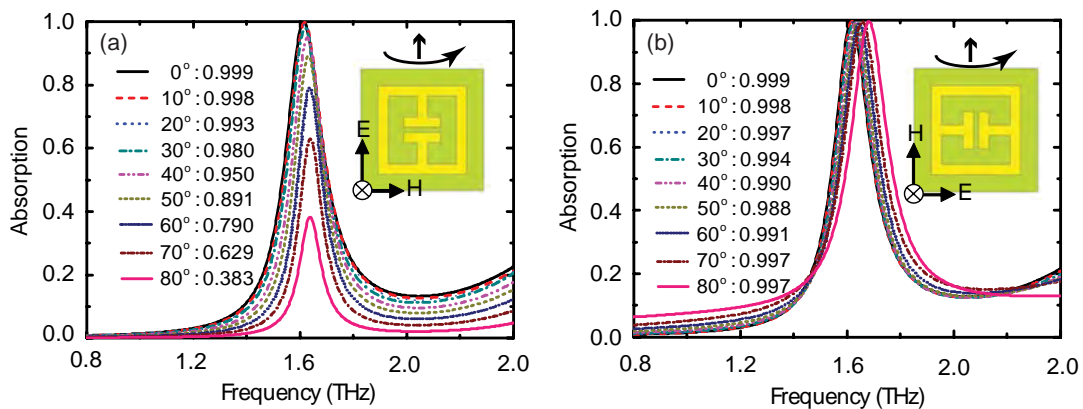 (a)
1.0
0.8
0.6
0.4
0.2
0.0
Absorption
0° : 0.999
10° : 0.998
20° : 0.993
30° : 0.980
40° : 0.950
50° : 0.891
60° : 0.790
70° : 0.629
80° : 0.383
E
H
0.8 1.2 1.6 2.0 2.0
Frequency (THz)
(b)
1.0
0.8
0.6
0.4
0.2
0.0
Absorption
0° : 0.999
10° : 0.998
20° : 0.997
30° : 0.994
40° : 0.990
50° : 0.988
60° : 0.991
70° : 0.997
80° : 0.997
H
E
0.8 1.2 1.6 2.0 2.0
Frequency (THz)